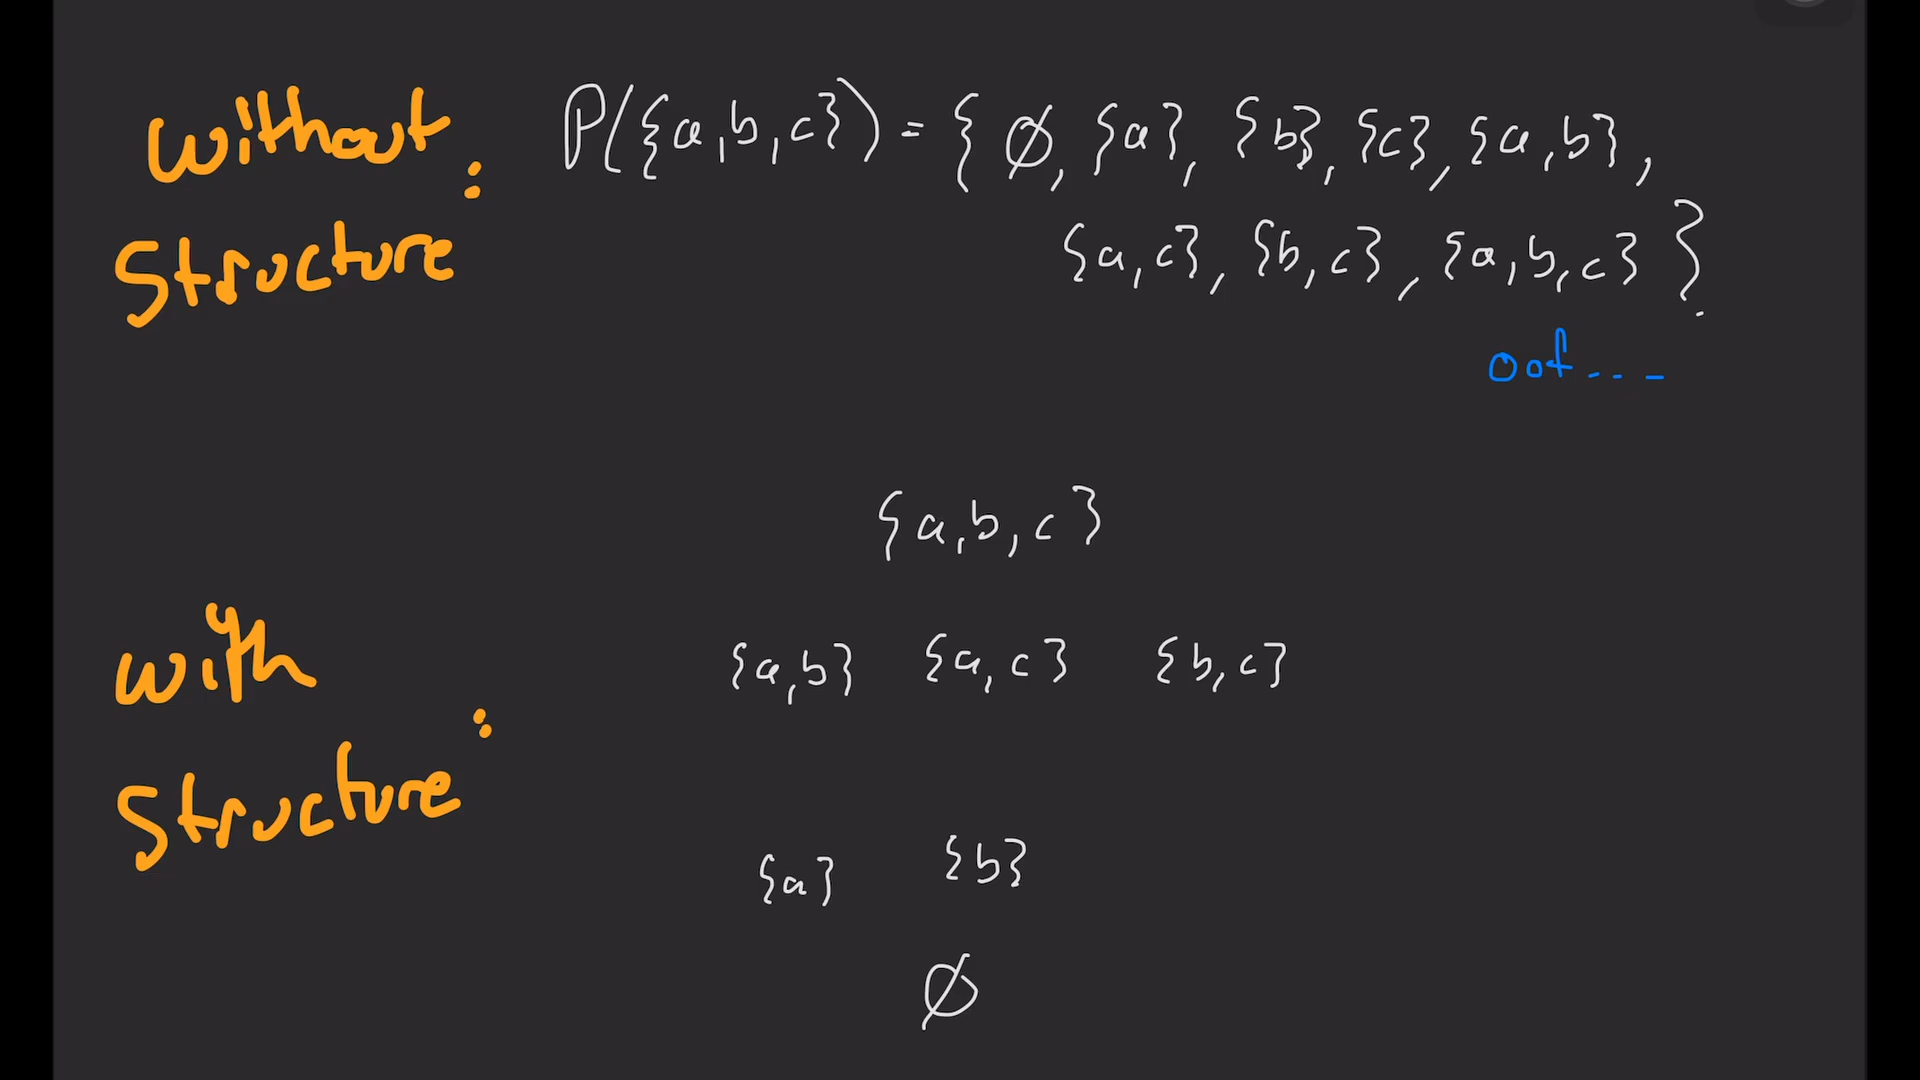 without : P({a,b,c}) = { ∅, {a}, {b}, {c}, {a,b},
structure {a,c}, {b,c}, {a,b,c} }.
oof...
{a,b,c}
with {a,b} {a,c} {b,c}
structure :
{a} {b}
∅